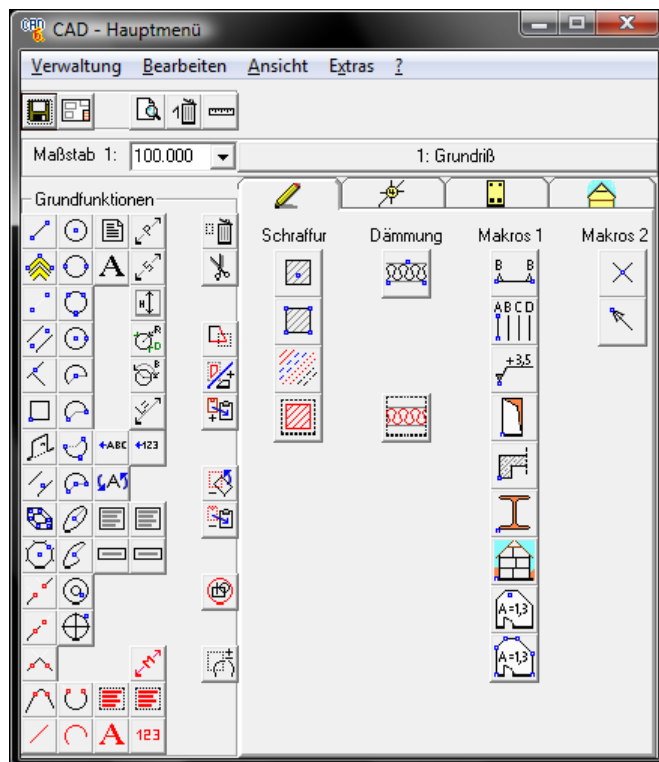 CAD - Hauptmenü
Verwaltung Bearbeiten Ansicht Extras ?
Maßstab 1: 100.000 1: Grundriß
Grundfunktionen
Schraffur Dämmung Makros 1 Makros 2
A
B B
H
A B C D
R
D
+3,5
B
ABC 123
A
A=1,3
M
A=1,3
A 123